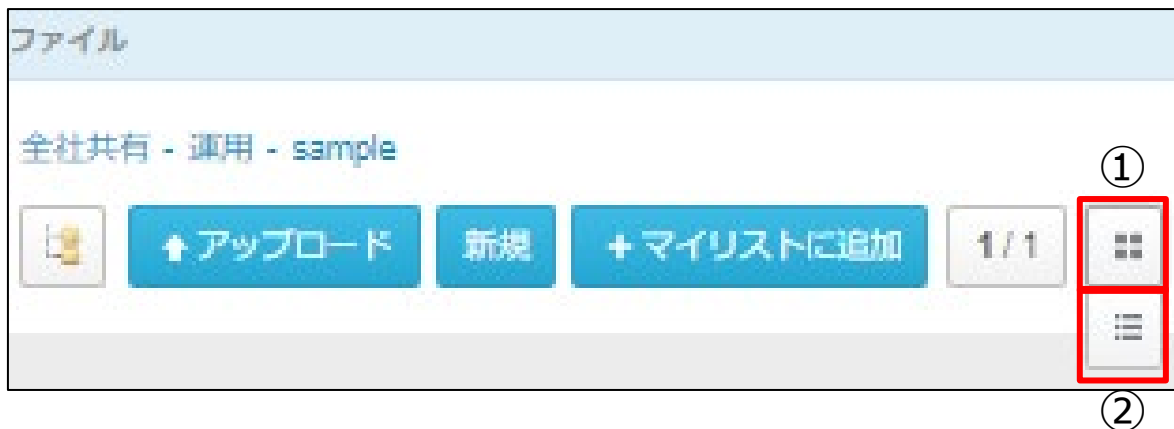 ファイル
全社共有 - 運用 - sample
①
アップロード 新規 +マイリストに追加 1/1
②